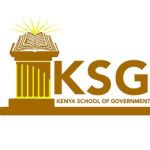 KSG
KENYA SCHOOL OF GOVERNMENT